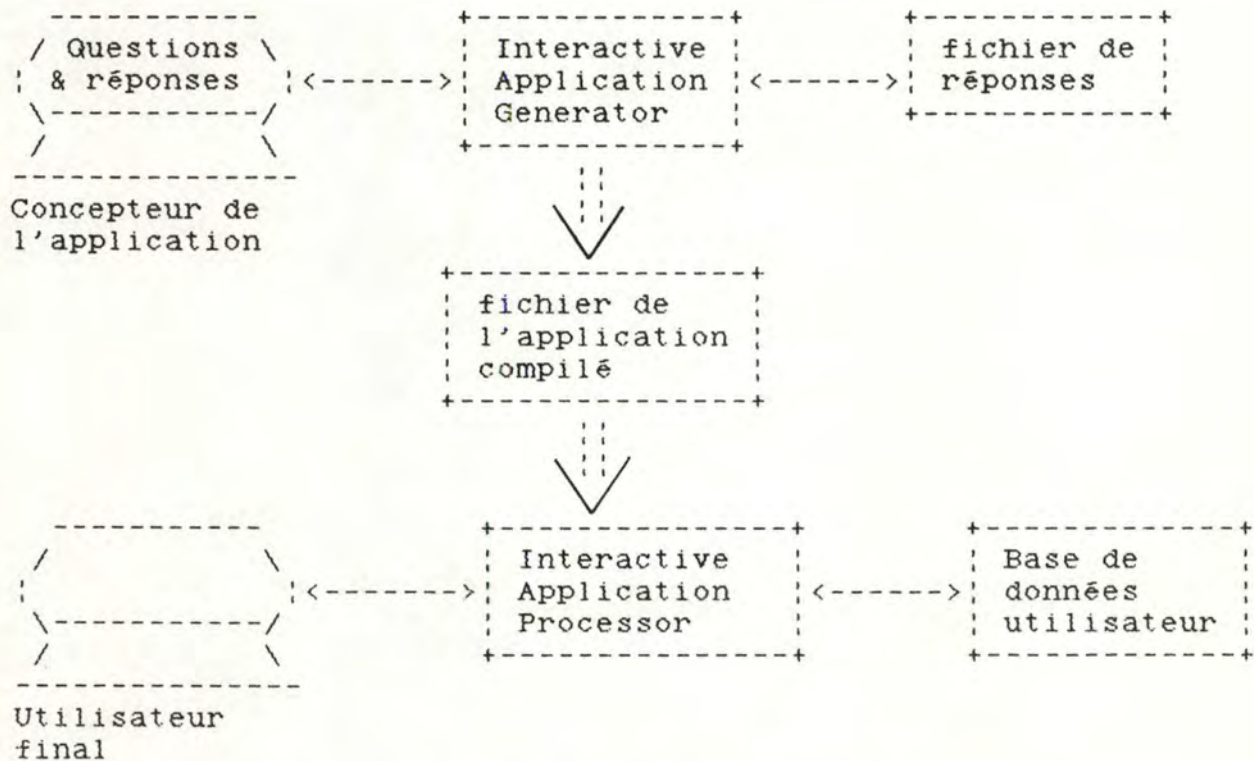 Questions
& réponses
Interactive
Application
Generator
fichier de
réponses
Concepteur de
l'application
fichier de
l'application
compilé
Interactive
Application
Processor
Base de
données
utilisateur
Utilisateur
final